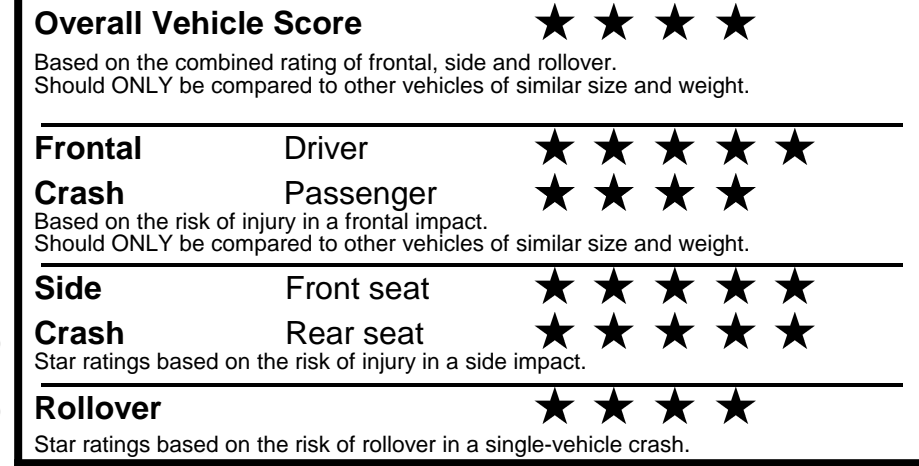 Overall Vehicle Score ★ ★ ★ ★
Based on the combined rating of frontal, side and rollover.
Should ONLY be compared to other vehicles of similar size and weight.
Frontal Driver ★ ★ ★ ★ ★
Crash Passenger ★ ★ ★ ★
Based on the risk of injury in a frontal impact.
Should ONLY be compared to other vehicles of similar size and weight.
Side Front seat ★ ★ ★ ★ ★
Crash Rear seat ★ ★ ★ ★ ★
Star ratings based on the risk of injury in a side impact.
Rollover ★ ★ ★ ★
Star ratings based on the risk of rollover in a single-vehicle crash.